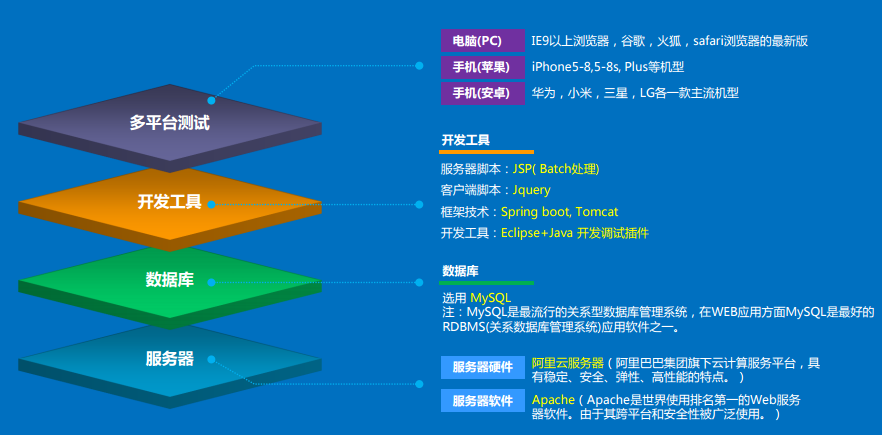 电脑(PC) IE9以上浏览器，谷歌，火狐，safari浏览器的最新版
手机(苹果) iPhone5-8,5-8s, Plus等机型
手机(安卓) 华为，小米，三星，LG各一款主流机型
多平台测试
开发工具
服务器脚本：JSP( Batch处理)
客户端脚本：Jquery
框架技术：Spring boot, Tomcat
开发工具：Eclipse+Java 开发调试插件
开发工具
数据库
选用 MySQL
注：MySQL是最流行的关系型数据库管理系统，在WEB应用方面MySQL是最好的
RDBMS(关系数据库管理系统)应用软件之一。
数据库
服务器硬件 阿里云服务器（阿里巴巴集团旗下云计算服务平台，具
有稳定、安全、弹性、高性能的特点。）
服务器软件 Apache（Apache是世界使用排名第一的Web服务
器软件。由于其跨平台和安全性被广泛使用。）
服务器